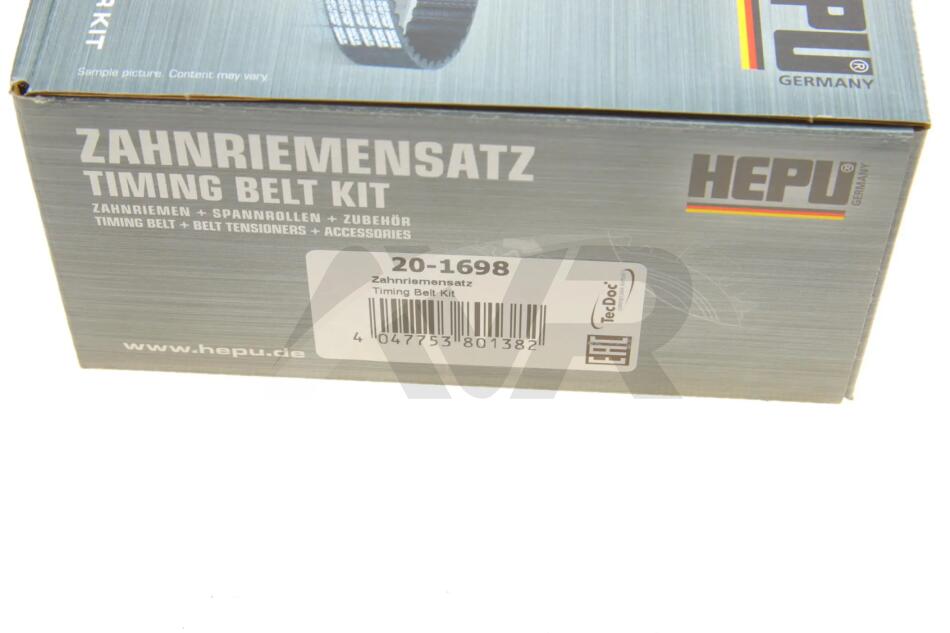 R KIT
Sample picture. Content may vary
HEPU®
GERMANY
ZAHNRIEMENSATZ
TIMING BELT KIT
ZAHNRIEMEN + SPANNROLLEN + ZUBEHÖR
TIMING BELT + BELT TENSIONERS + ACCESSORIES
HEPU®
GERMANY
20-1698
Zahnriemensatz
Timing Belt Kit
4 047753 801382
TecDoc
EAC
www.hepu.de